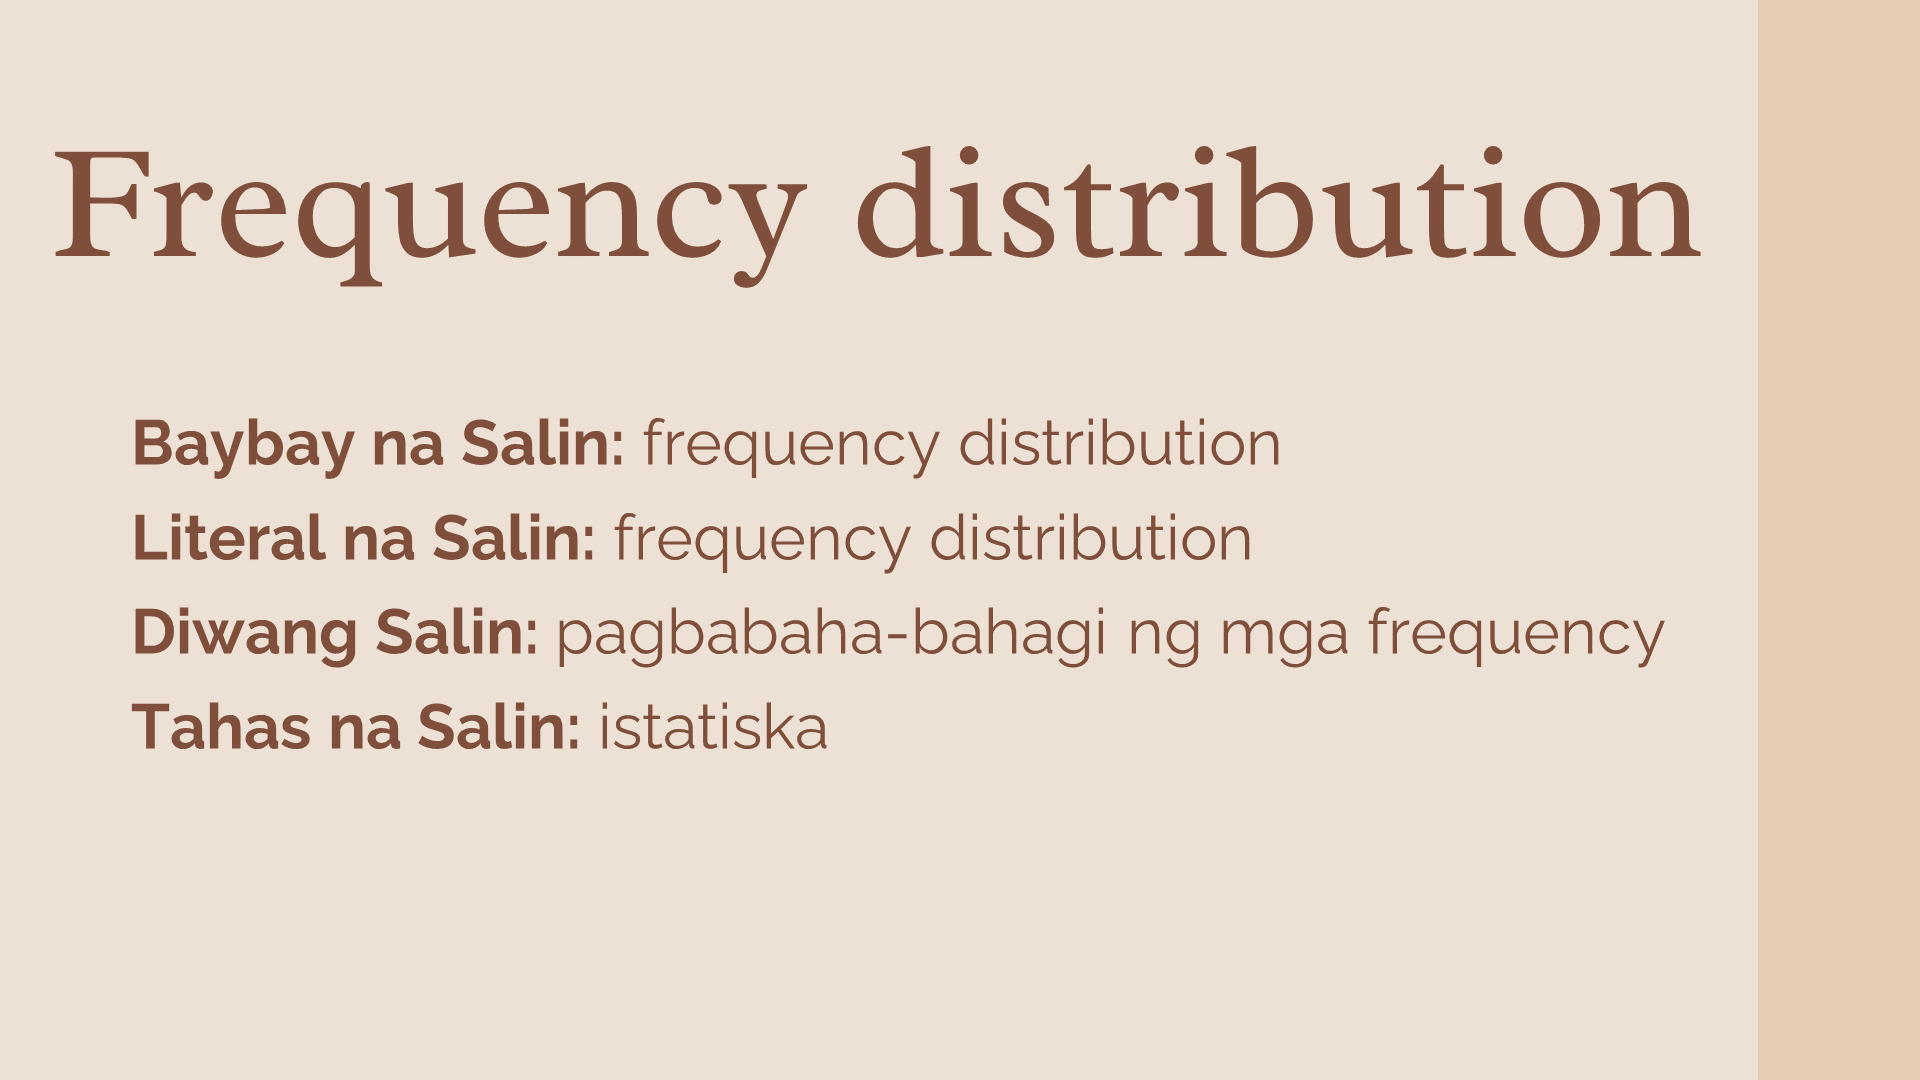 Frequency distribution
Baybay na Salin: frequency distribution
Literal na Salin: frequency distribution
Diwang Salin: pagbabaha-bahagi ng mga frequency
Tahas na Salin: istatiska